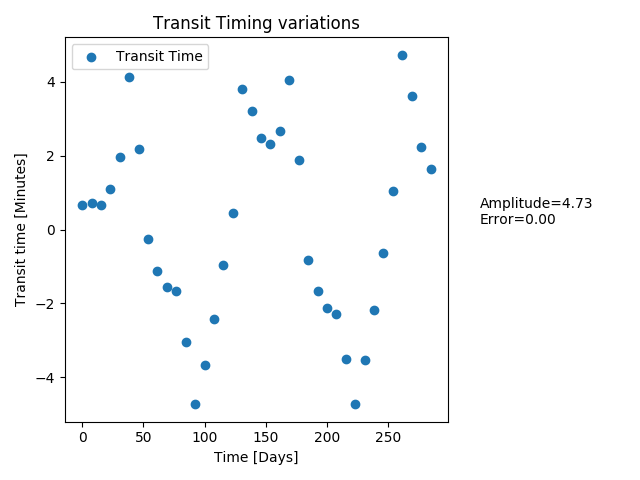 Transit Timing variations
Transit Time
4
2
0
−2
−4
Transit time [Minutes]
0 50 100 150 200 250
Time [Days]
Amplitude=4.73
Error=0.00